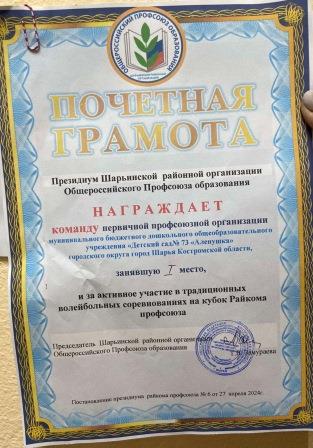 ОБЩЕРОССИЙСКИЙ ПРОФСОЮЗ ОБРАЗОВАНИЯ
ПОЧЕТНАЯ
ГРАМОТА
Президиум Шарьинской районной организации
Общероссийского Профсоюза образования
НАГРАЖДАЕТ
команду первичной профсоюзной организации
муниципального бюджетного дошкольного общеобразовательного
учреждения «Детский сад№ 73 «Аленушка»
городского округа город Шарья Костромской области,
занявшую I место,
и за активное участие в традиционных
волейбольных соревнованиях на кубок Райкома
профсоюза
Председатель Шарьинской районной организации
Общероссийского Профсоюза образования
Постановление президиума райкома профсоюза № 6 от 27 апреля 2024г.